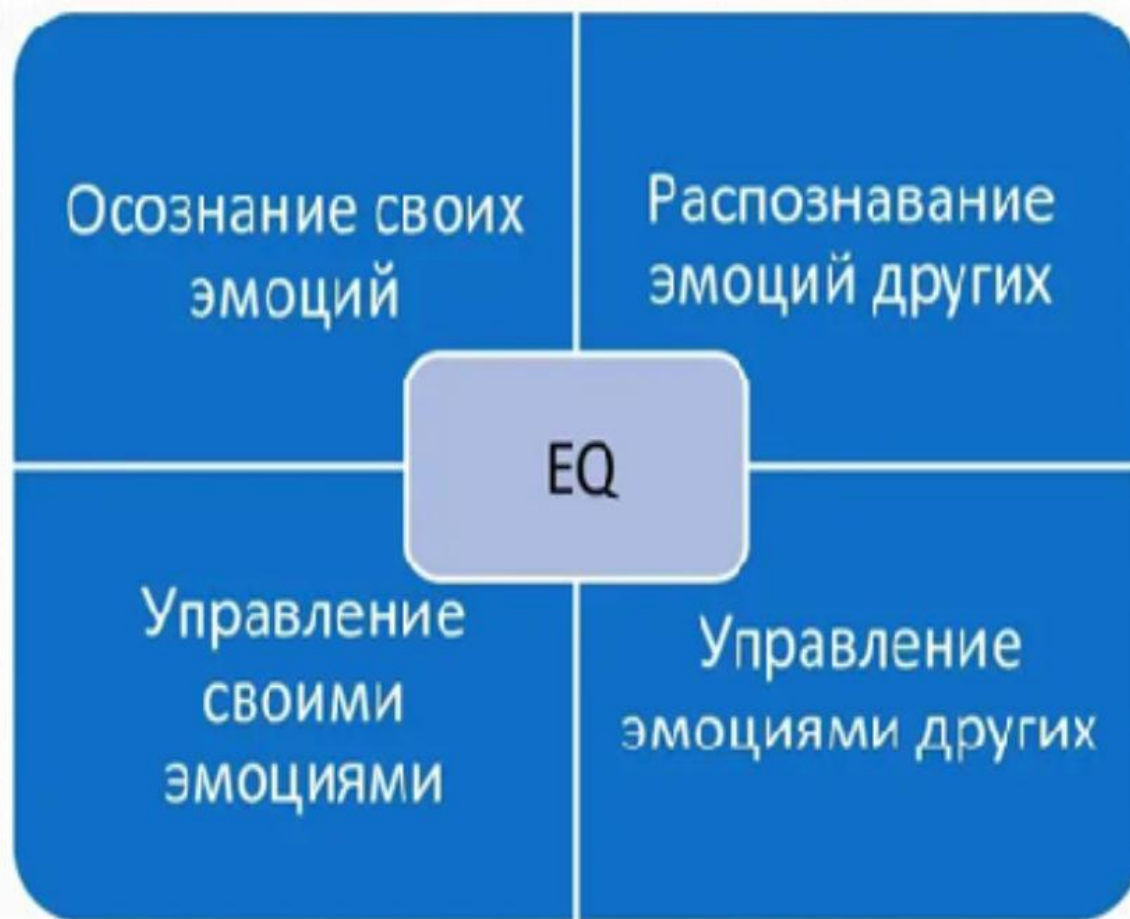 Осознание своих
эмоций
Распознавание
эмоций других
EQ
Управление
своими
эмоциями
Управление
эмоциями других